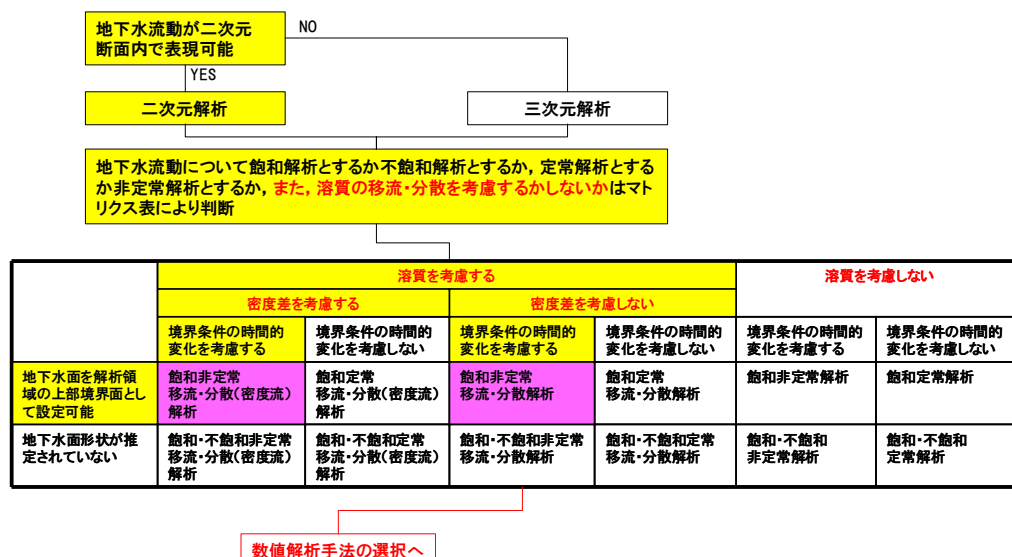 地下水流動が二次元
断面内で表現可能
NO
YES
二次元解析
三次元解析
地下水流動について飽和解析とするか不飽和解析とするか，定常解析とする
か非定常解析とするか，また，溶質の移流・分散を考慮するかしないかはマト
リクス表により判断
溶質を考慮する
溶質を考慮しない
密度差を考慮する
密度差を考慮しない
境界条件の時間的
変化を考慮する
境界条件の時間的
変化を考慮しない
境界条件の時間的
変化を考慮する
境界条件の時間的
変化を考慮しない
境界条件の時間的
変化を考慮する
境界条件の時間的
変化を考慮しない
地下水面を解析領
域の上部境界面とし
て設定可能
飽和非定常
移流・分散（密度流）
解析
飽和定常
移流・分散（密度流）
解析
飽和非定常
移流・分散解析
飽和定常
移流・分散解析
飽和非定常解析
飽和定常解析
地下水面形状が推
定されていない
飽和・不飽和非定常
移流・分散（密度流）
解析
飽和・不飽和定常
移流・分散（密度流）
解析
飽和・不飽和非定常
移流・分散解析
飽和・不飽和定常
移流・分散解析
飽和・不飽和
非定常解析
飽和・不飽和
定常解析
数値解析手法の選択へ